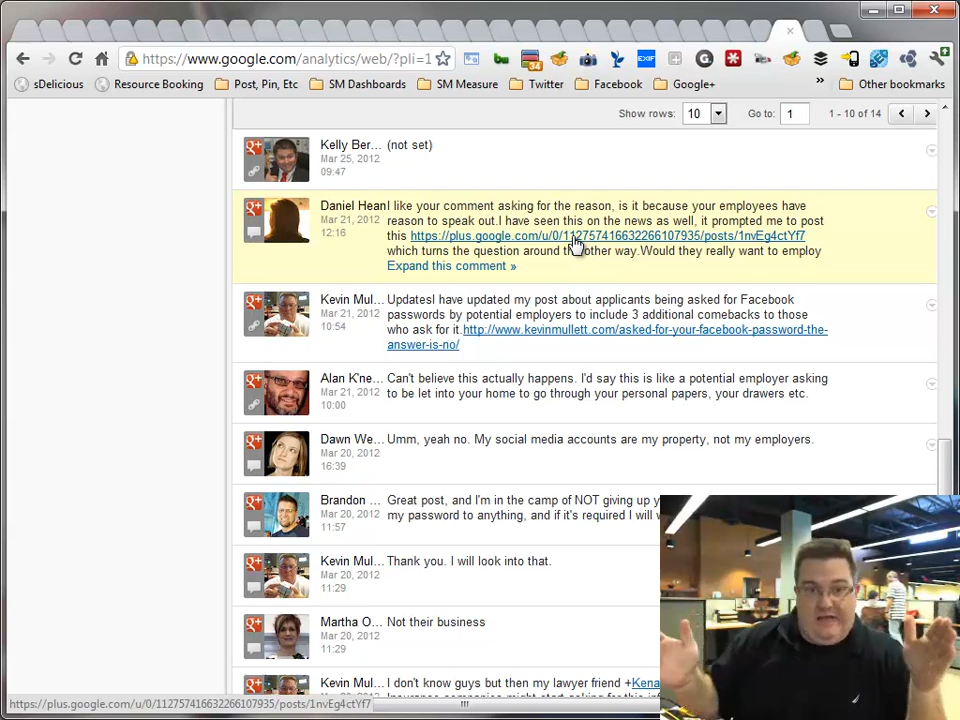 https://www.google.com/analytics/web/?pli=1
34
EXIF
sDelicious
Resource Booking
Post, Pin, Etc
SM Dashboards
SM Measure
Twitter
Facebook
Google+
»
Other bookmarks
Show rows: 10
Go to: 1
1 - 10 of 14
Kelly Ber... (not set)
Mar 25, 2012
09:47
Daniel Hean
Mar 21, 2012
12:16
I like your comment asking for the reason, is it because your employees have
reason to speak out.I have seen this on the news as well, it prompted me to post
this https://plus.google.com/u/0/112757416632266107935/posts/1nvEg4ctYf7
which turns the question around the other way.Would they really want to employ
Expand this comment »
Kevin Mul...
Mar 21, 2012
10:54
UpdatesI have updated my post about applicants being asked for Facebook
passwords by potential employers to include 3 additional comebacks to those
who ask for it.http://www.kevinmullett.com/asked-for-your-facebook-password-the-
answer-is-no/
Alan K'ne...
Mar 21, 2012
10:00
Can't believe this actually happens. I'd say this is like a potential employer asking
to be let into your home to go through your personal papers, your drawers etc.
Dawn We...
Mar 20, 2012
16:39
Umm, yeah no. My social media accounts are my property, not my employers.
Brandon ...
Mar 20, 2012
11:57
Great post, and I'm in the camp of NOT giving up
my password to anything, and if it's required I will
Kevin Mul...
Mar 20, 2012
11:29
Thank you. I will look into that.
Martha O...
Mar 20, 2012
11:29
Not their business
Kevin Mul...
I don't know guys but then my lawyer friend +Kena
https://plus.google.com/u/0/112757416632266107935/posts/1nvEg4ctYf7